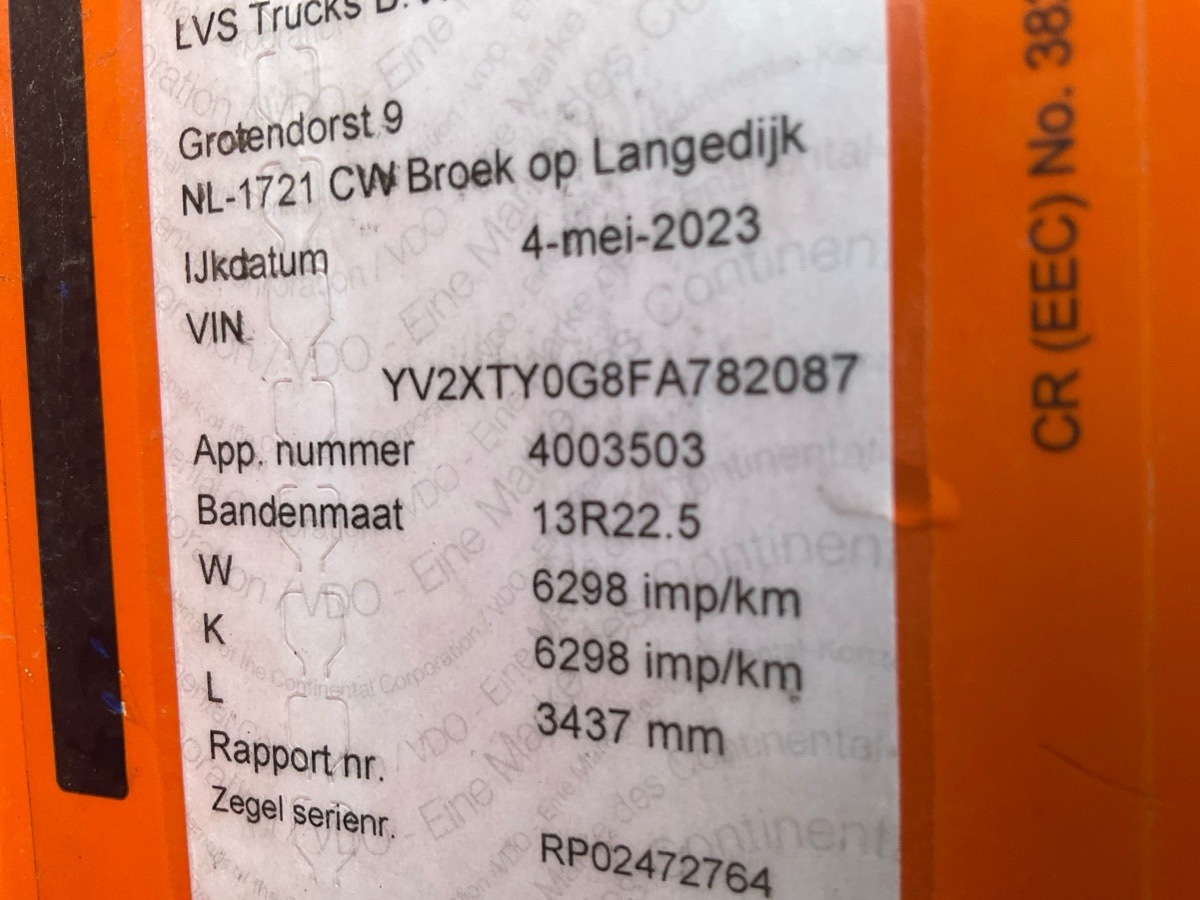 LVS Trucks B.
Grotendorst 9
NL-1721 CW Broek op Langedijk
IJkdatum 4-mei-2023
VIN
YV2XTY0G8FA782087
App. nummer 4003503
Bandenmaat 13R22.5
W 6298 imp/km
K 6298 imp/km
L 3437 mm
Rapport nr.
Zegel serienr.
RP02472764
CR (EEC) No. 38